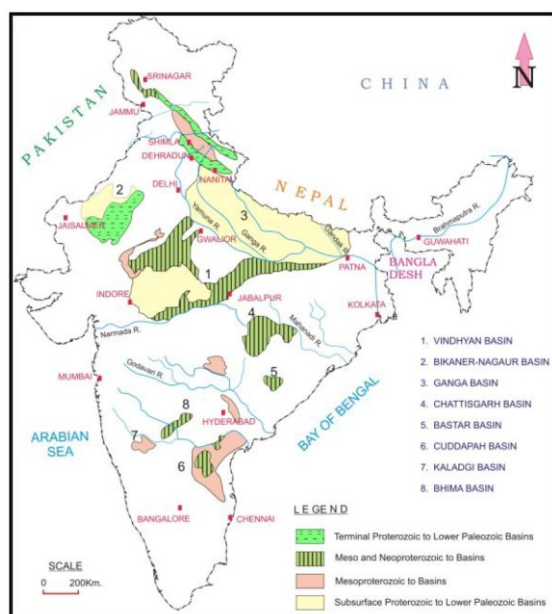 SRINAGAR
JAMMU
PAKISTAN
CHINA
N
SHIMLA
DEHRADUN
NANITAL
DELHI
NEPAL
2
JAISALMER
3
Yamuna R.
Ganga R.
Gandak R.
Brahmaputra R.
GWALIOR
GUWAHATI
PATNA
BANGLA
DESH
1
INDORE
JABALPUR
KOLKATA
Narmada R.
4
Mahanadi R.
5
MUMBAI
Godavari R.
8
HYDERABAD
BAY OF BENGAL
ARABIAN
SEA
7
6
BANGALORE
CHENNAI
1. VINDHYAN BASIN
2. BIKANER-NAGAUR BASIN
3. GANGA BASIN
4. CHATTISGARH BASIN
5. BASTAR BASIN
6. CUDDAPAH BASIN
7. KALADGI BASIN
8. BHIMA BASIN
LEGEND
Terminal Proterozoic to Lower Paleozoic Basins
Meso and Neoproterozoic to Basins
Mesoproterozoic to Basins
Subsurface Proterozoic to Lower Paleozoic Basins
SCALE
0 200Km.